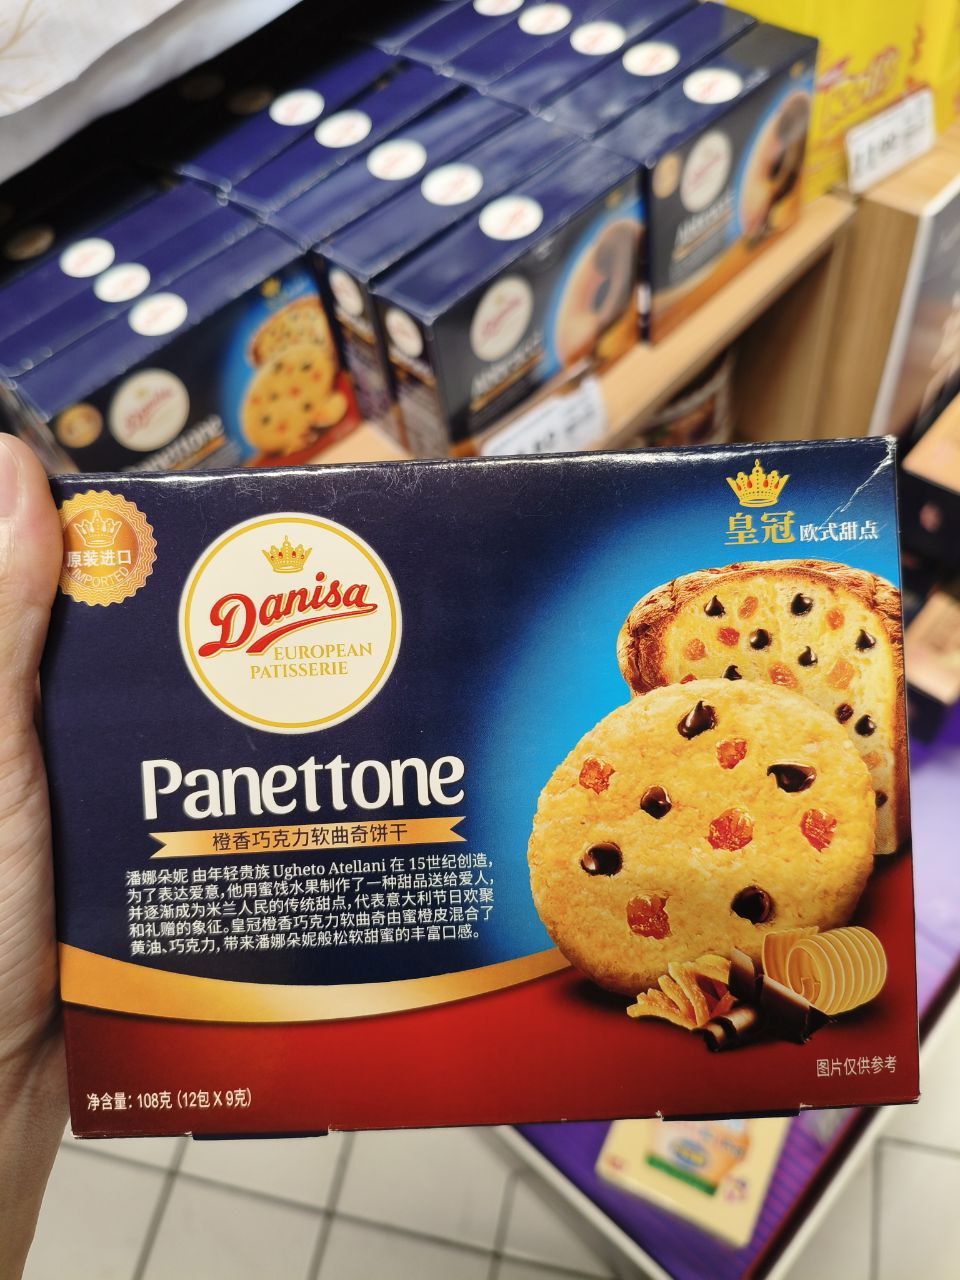 Danisa
Danisa
Danisa
Panettone
原装进口
IMPORTED
Danisa
EUROPEAN
PATISSERIE
皇冠 欧式甜点
Panettone
橙香巧克力软曲奇饼干
潘娜朵妮 由年轻贵族 Ugheto Atellani 在 15世纪创造，
为了表达爱意，他用蜜饯水果制作了一种甜品送给爱人，
并逐渐成为米兰人民的传统甜点，代表意大利节日欢聚
和礼赠的象征。皇冠橙香巧克力软曲奇由蜜橙皮混合了
黄油、巧克力，带来潘娜朵妮般松软甜蜜的丰富口感。
净含量：108克 (12包 X 9克)
图片仅供参考